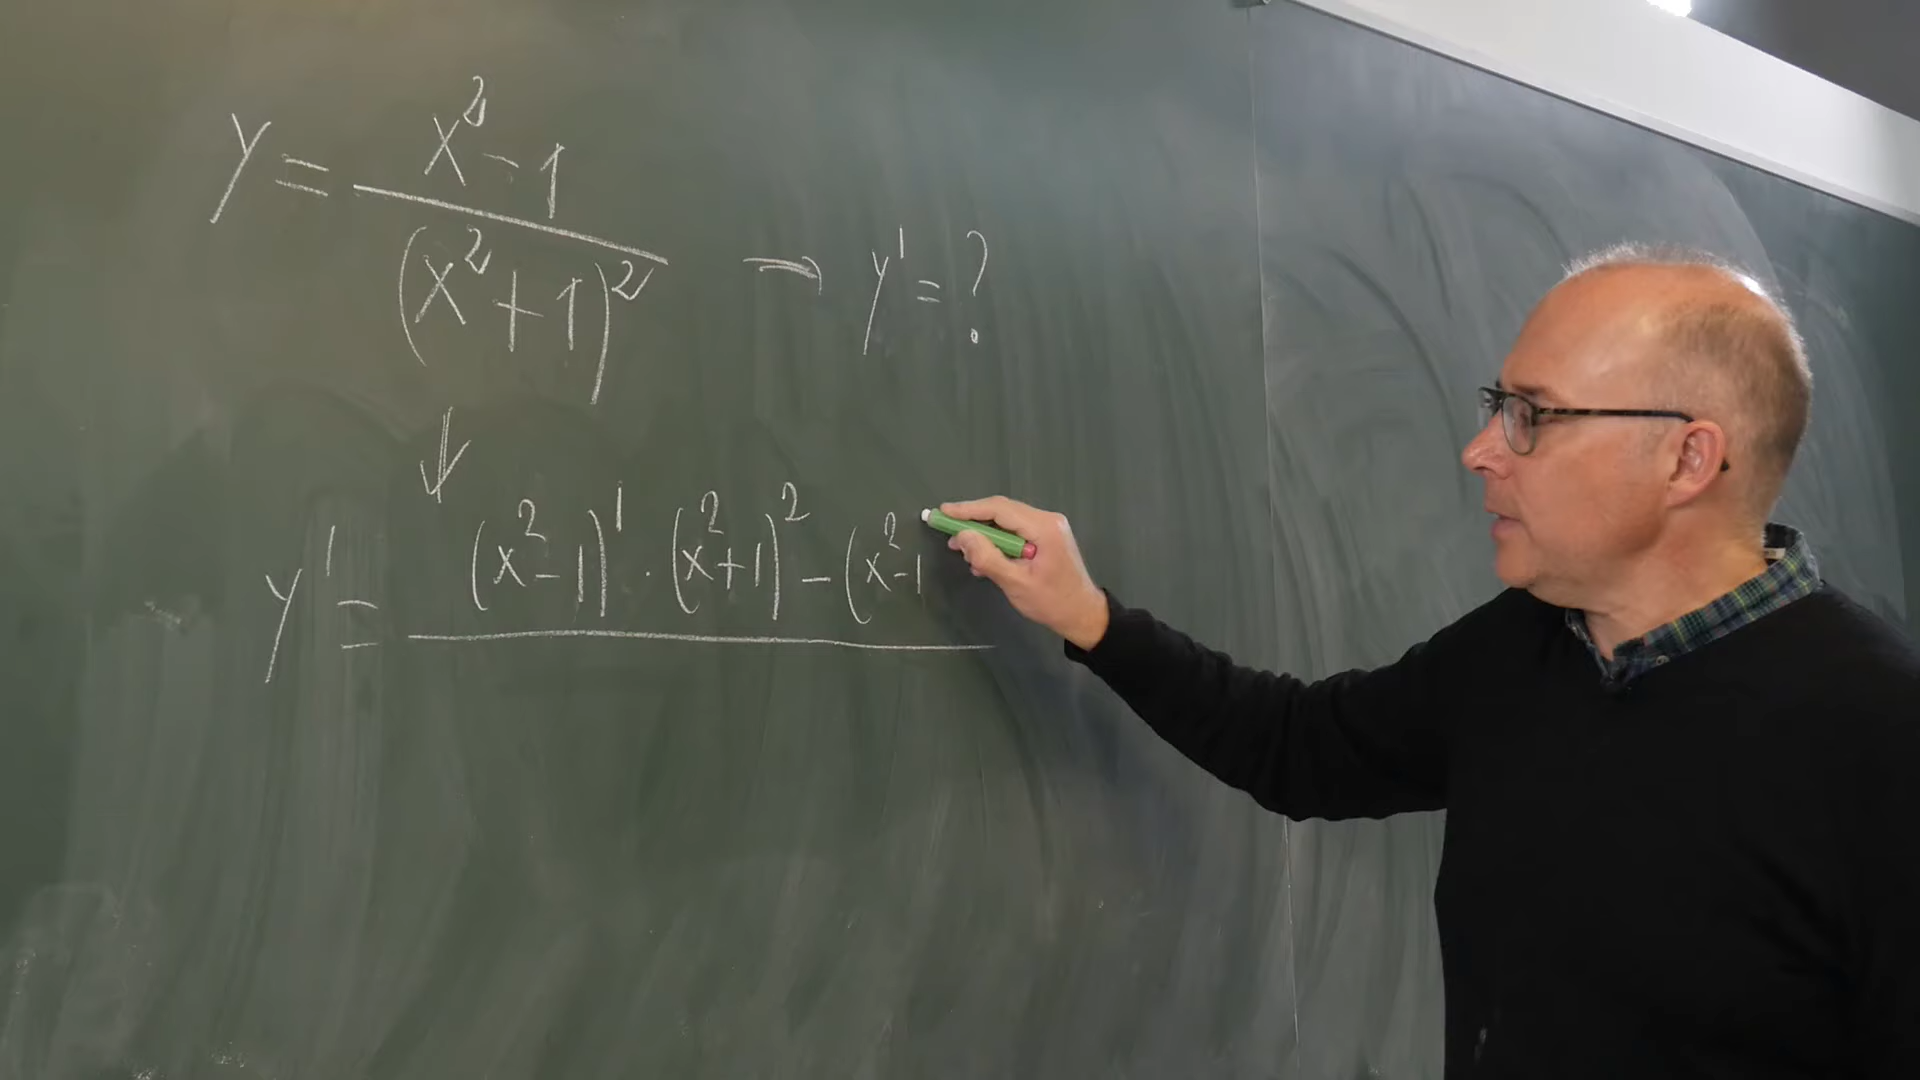 y = x² - 1 / (x² + 1)² → y' = ?
↓
y' = (x² - 1)' · (x² + 1)² - (x² - 1